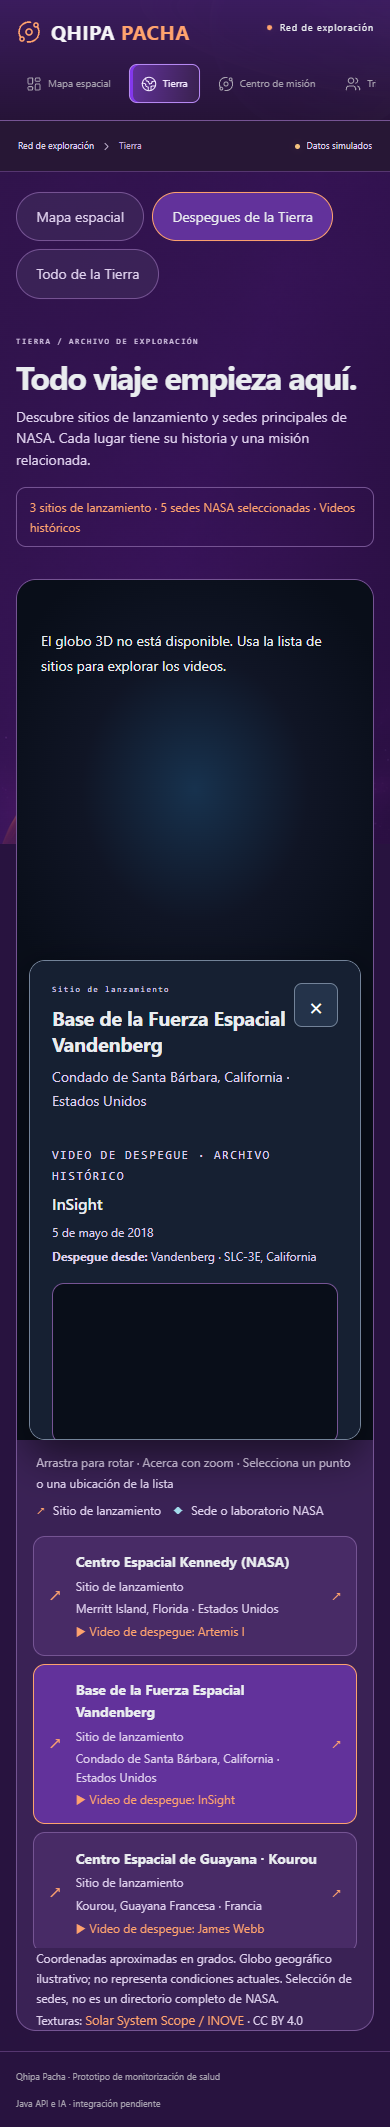 QHIPA PACHA
Red de exploración
Mapa espacial
Tierra
Centro de misión
Tr
Red de exploración > Tierra
Datos simulados
Mapa espacial
Despegues de la Tierra
Todo de la Tierra
TIERRA / ARCHIVO DE EXPLORACIÓN
Todo viaje empieza aquí.
Descubre sitios de lanzamiento y sedes principales de
NASA. Cada lugar tiene su historia y una misión
relacionada.
3 sitios de lanzamiento · 5 sedes NASA seleccionadas · Videos
históricos
El globo 3D no está disponible. Usa la lista de
sitios para explorar los videos.
Sitio de lanzamiento
×
Base de la Fuerza Espacial
Vandenberg
Condado de Santa Bárbara, California ·
Estados Unidos
VIDEO DE DESPEGUE · ARCHIVO
HISTÓRICO
InSight
5 de mayo de 2018
Despegue desde: Vandenberg · SLC-3E, California
Arrastra para rotar · Acerca con zoom · Selecciona un punto
o una ubicación de la lista
↗ Sitio de lanzamiento ◆ Sede o laboratorio NASA
Centro Espacial Kennedy (NASA)
Sitio de lanzamiento
Merritt Island, Florida · Estados Unidos
▶ Video de despegue: Artemis I
Base de la Fuerza Espacial
Vandenberg
Sitio de lanzamiento
Condado de Santa Bárbara, California ·
Estados Unidos
▶ Video de despegue: InSight
Centro Espacial de Guayana · Kourou
Sitio de lanzamiento
Kourou, Guayana Francesa · Francia
▶ Video de despegue: James Webb
Coordenadas aproximadas en grados. Globo geográfico
ilustrativo; no representa condiciones actuales. Selección de
sedes, no es un directorio completo de NASA.
Texturas: Solar System Scope / INOVE · CC BY 4.0
Qhipa Pacha · Prototipo de monitorización de salud
Java API e IA · integración pendiente